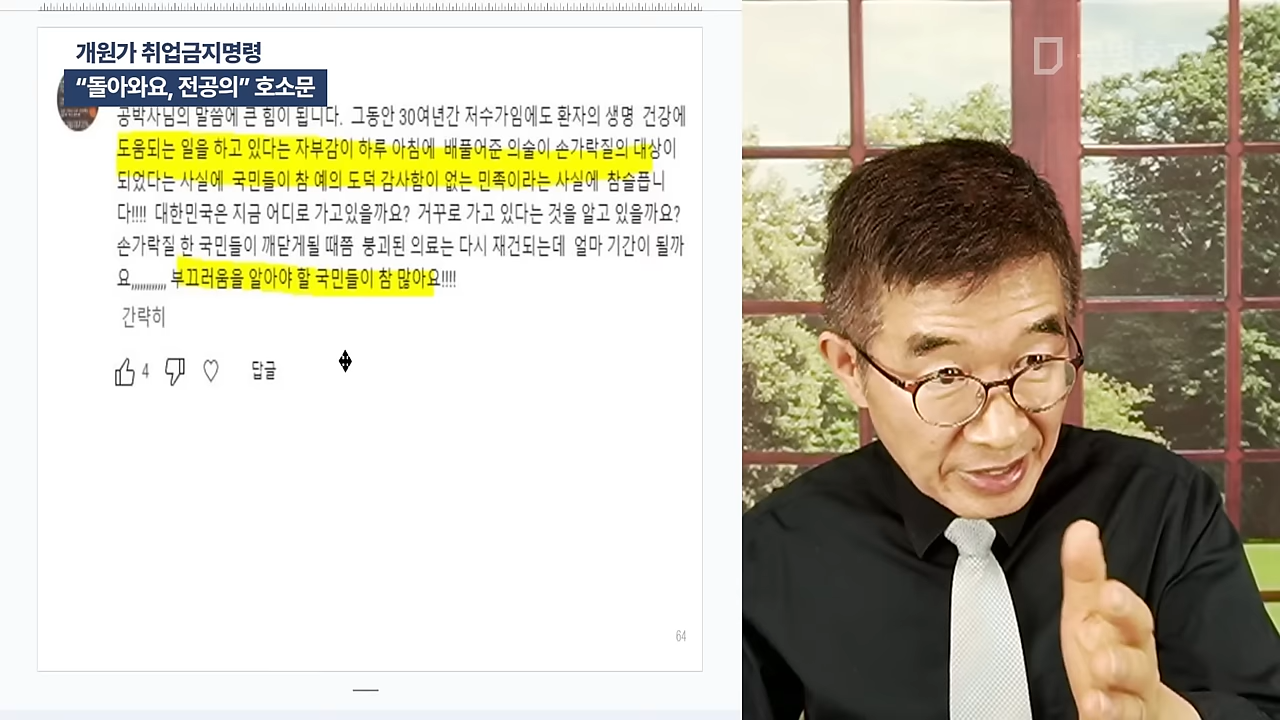 개원가 취업금지명령
“돌아와요, 전공의” 호소문
공박사님의 말씀에 큰 힘이 됩니다. 그동안 30여년간 저수가임에도 환자의 생명 건강에
도움되는 일을 하고 있다는 자부감이 하루 아침에 배풀어준 의술이 손가락질의 대상이
되었다는 사실에 국민들이 참 예의 도덕 감사함이 없는 민족이라는 사실에 참슬픕니
다!!!! 대한민국은 지금 어디로 가고있을까요? 거꾸로 가고 있다는 것을 알고 있을까요?
손가락질 한 국민들이 깨닫게될 때쯤 붕괴된 의료는 다시 재건되는데 얼마 기간이 될까
요,,,,,,,,,,, 부끄러움을 알아야 할 국민들이 참 많아요!!!!
간략히
4 답글
64